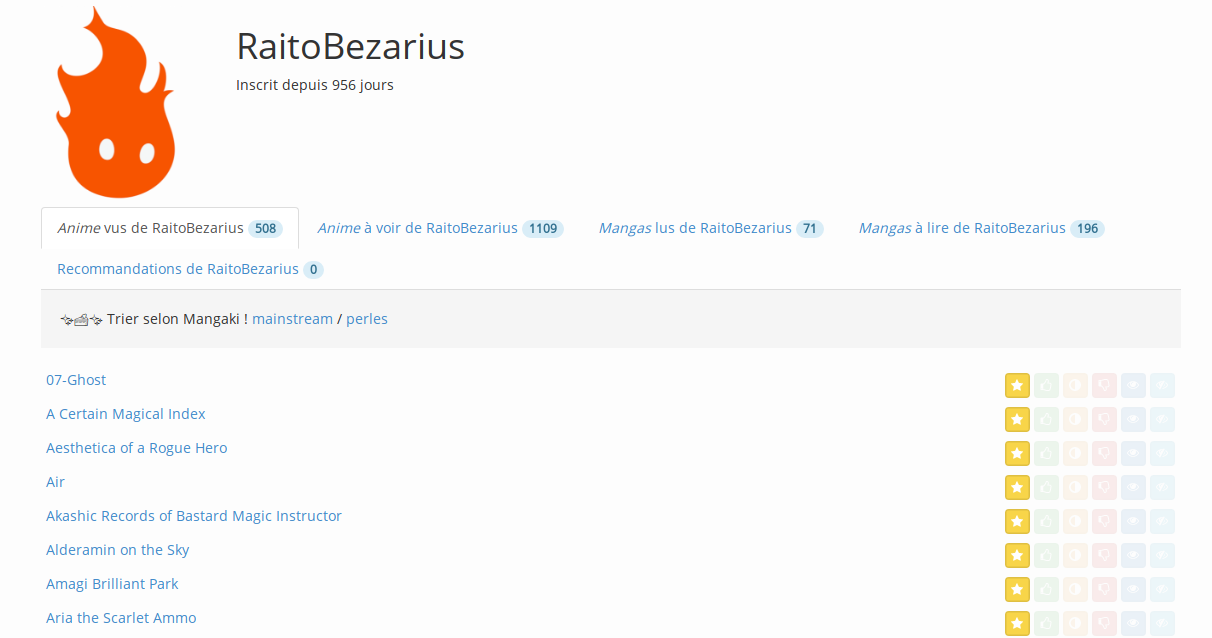 RaitoBezarius
Inscrit depuis 956 jours
Anime vus de RaitoBezarius 508
Anime à voir de RaitoBezarius 1109
Mangas lus de RaitoBezarius 71
Mangas à lire de RaitoBezarius 196
Recommandations de RaitoBezarius 0
Trier selon Mangaki ! mainstream / perles
07-Ghost
A Certain Magical Index
Aesthetica of a Rogue Hero
Air
Akashic Records of Bastard Magic Instructor
Alderamin on the Sky
Amagi Brilliant Park
Aria the Scarlet Ammo